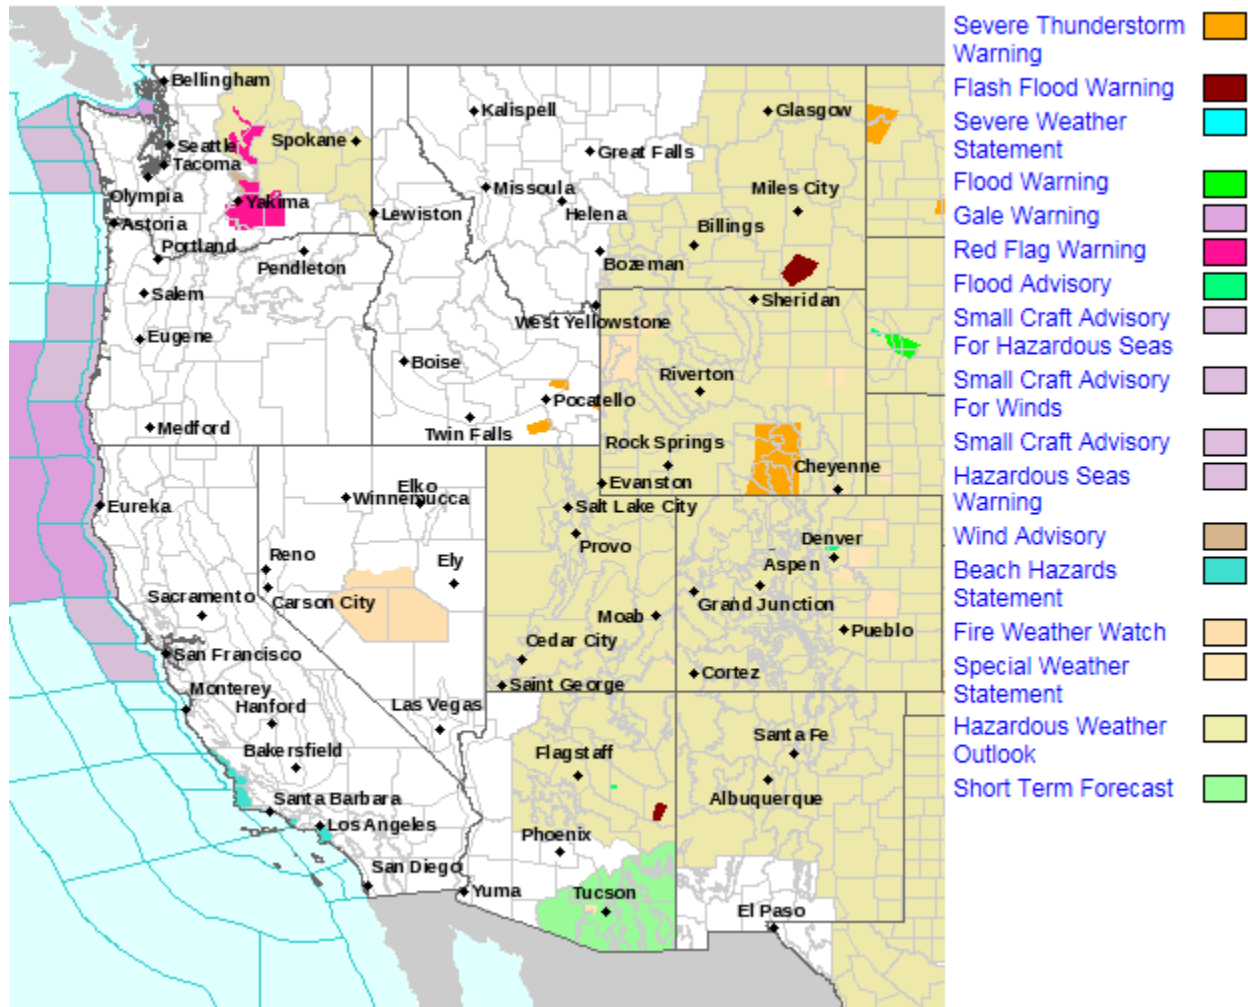 Bellingham
Kalispell
Glasgow
Seattle
Spokane
Great Falls
Tacoma
Missoula
Miles City
Olympia
Yakima
Lewiston
Helena
Astoria
Billings
Portland
Pendleton
Bozeman
Salem
Sheridan
West Yellowstone
Eugene
Boise
Riverton
Pocatello
Medford
Twin Falls
Rock Springs
Cheyenne
Elko
Evanston
Winnemucca
Eureka
Salt Lake City
Provo
Denver
Reno
Ely
Aspen
Sacramento
Carson City
Grand Junction
Moab
Pueblo
Cedar City
San Francisco
Cortez
Saint George
Monterey
Hanford
Las Vegas
Santa Fe
Bakersfield
Flagstaff
Albuquerque
Santa Barbara
Los Angeles
Phoenix
San Diego
Yuma
Tucson
El Paso
Severe Thunderstorm
Warning
Flash Flood Warning
Severe Weather
Statement
Flood Warning
Gale Warning
Red Flag Warning
Flood Advisory
Small Craft Advisory
For Hazardous Seas
Small Craft Advisory
For Winds
Small Craft Advisory
Hazardous Seas
Warning
Wind Advisory
Beach Hazards
Statement
Fire Weather Watch
Special Weather
Statement
Hazardous Weather
Outlook
Short Term Forecast